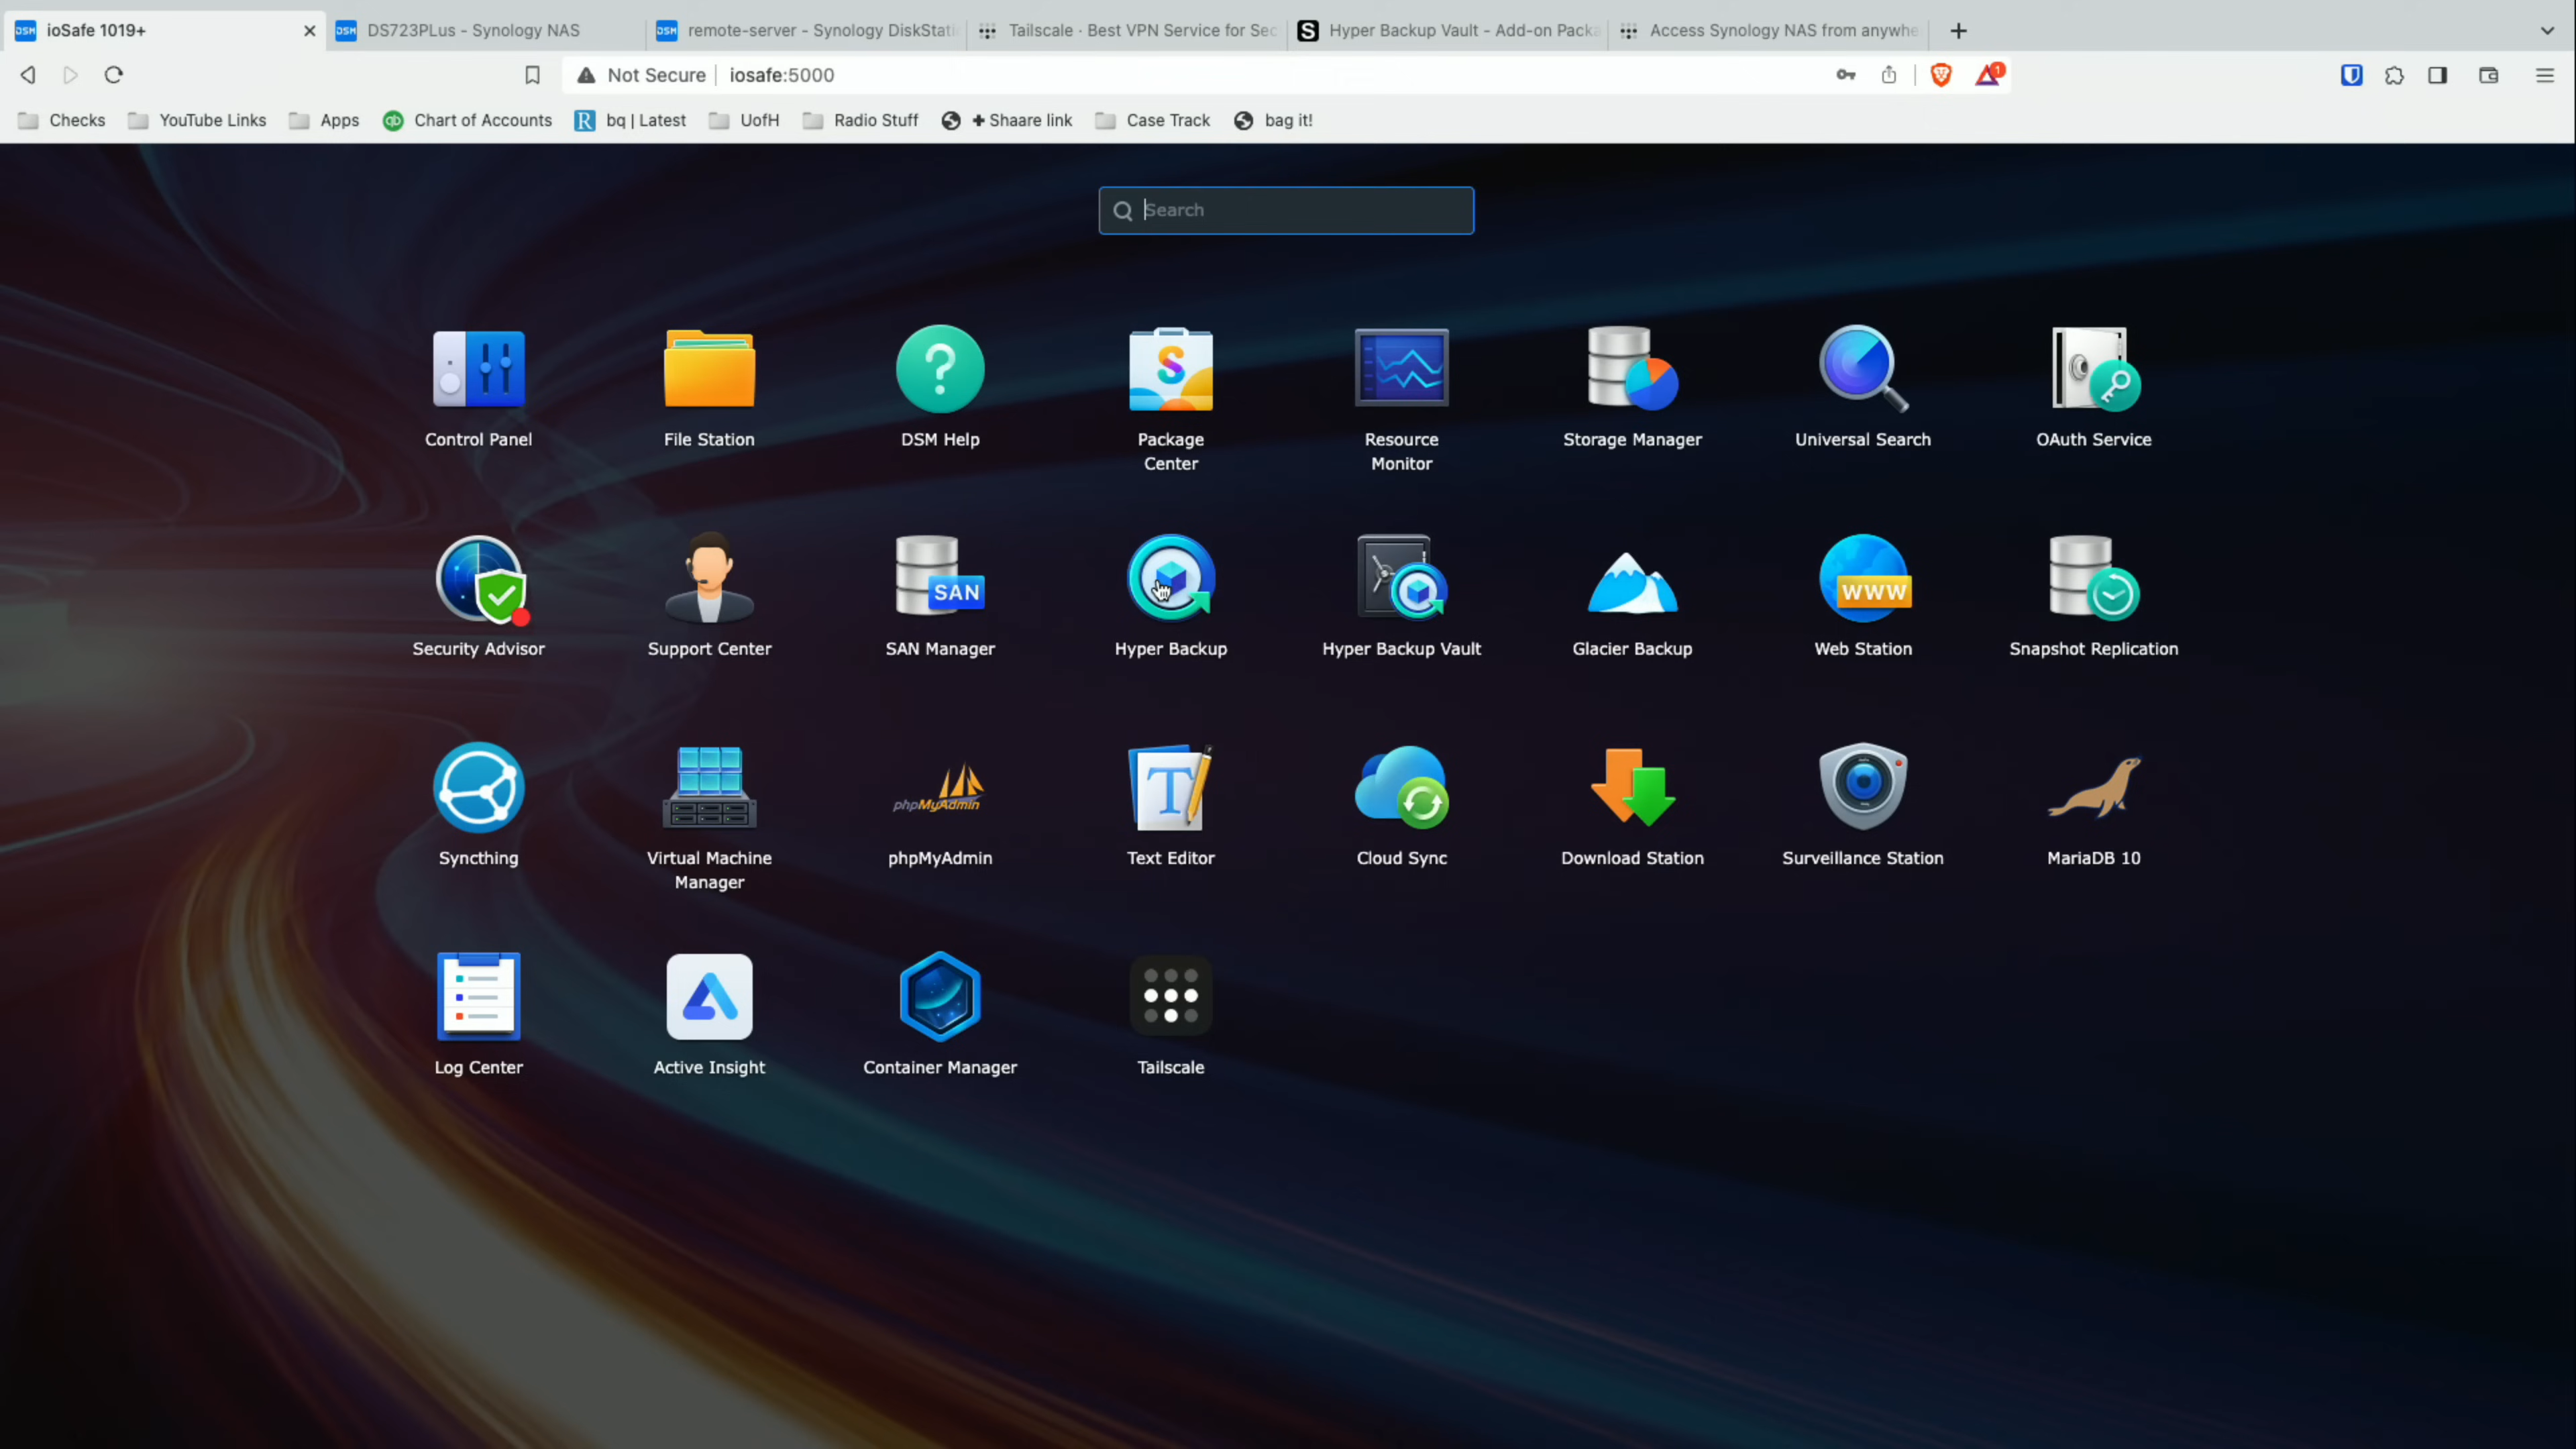 ioSafe 1019+
DS723PLus - Synology NAS
remote-server - Synology DiskStati
Tailscale · Best VPN Service for Sec
Hyper Backup Vault - Add-on Packa
Access Synology NAS from anywhe
Not Secure
iosafe:5000
1
Checks
YouTube Links
Apps
Chart of Accounts
bq | Latest
UofH
Radio Stuff
+ Shaare link
Case Track
bag it!
Search
Control Panel
File Station
DSM Help
Package
Center
Resource
Monitor
Storage Manager
Universal Search
OAuth Service
SAN
WWW
Security Advisor
Support Center
SAN Manager
Hyper Backup
Hyper Backup Vault
Glacier Backup
Web Station
Snapshot Replication
phpMyAdmin
Syncthing
Virtual Machine
Manager
phpMyAdmin
Text Editor
Cloud Sync
Download Station
Surveillance Station
MariaDB 10
Log Center
Active Insight
Container Manager
Tailscale